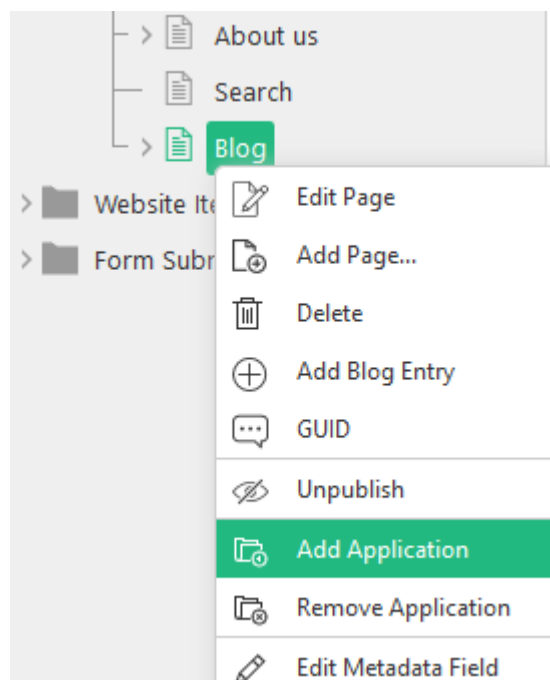 About us
Search
Blog
Website Ite
Form Subr
Edit Page
Add Page...
Delete
Add Blog Entry
GUID
Unpublish
Add Application
Remove Application
Edit Metadata Field